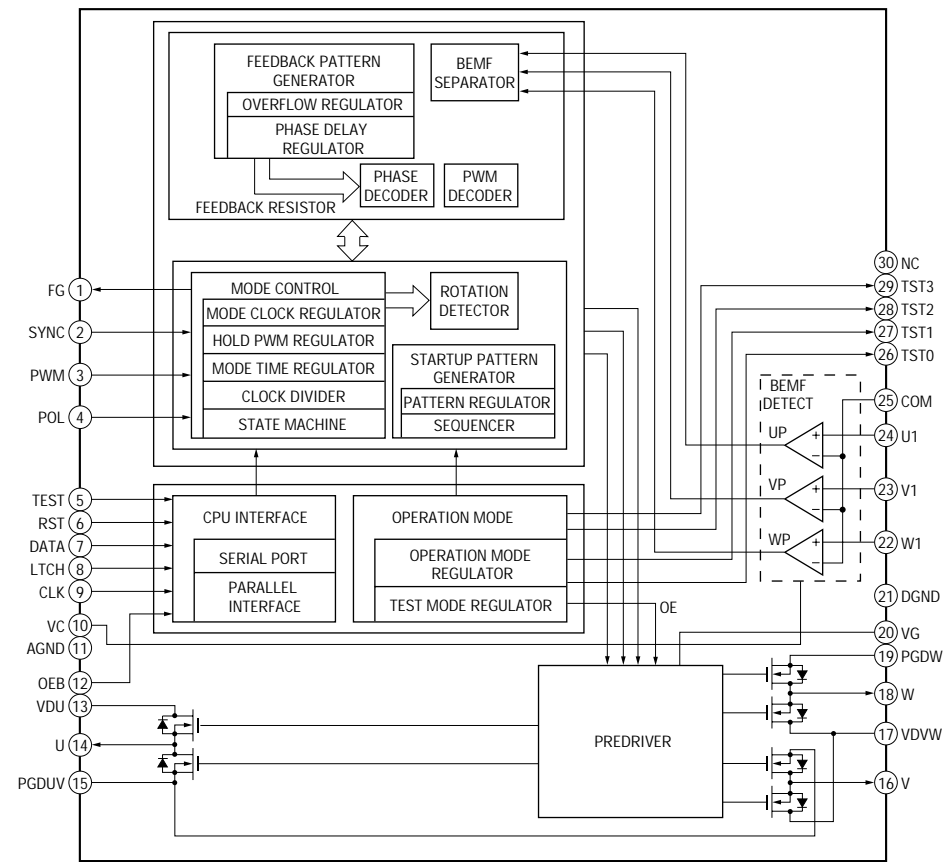 FEEDBACK PATTERN
GENERATOR
OVERFLOW REGULATOR
PHASE DELAY
REGULATOR
BEMF
SEPARATOR
PHASE
DECODER
PWM
DECODER
FEEDBACK RESISTOR
MODE CONTROL
MODE CLOCK REGULATOR
HOLD PWM REGULATOR
MODE TIME REGULATOR
CLOCK DIVIDER
STATE MACHINE
ROTATION
DETECTOR
STARTUP PATTERN
GENERATOR
PATTERN REGULATOR
SEQUENCER
CPU INTERFACE
SERIAL PORT
PARALLEL
INTERFACE
OPERATION MODE
OPERATION MODE
REGULATOR
TEST MODE REGULATOR
OE
PREDRIVER
BEMF
DETECT
UP
+
−
VP
+
−
WP
+
−
FG 1
SYNC 2
PWM 3
POL 4
TEST 5
RST 6
DATA 7
LTCH 8
CLK 9
VC 10
AGND 11
OEB 12
VDU 13
U 14
PGDUV 15
30 NC
29 TST3
28 TST2
27 TST1
26 TST0
25 COM
24 U1
23 V1
22 W1
21 DGND
20 VG
19 PGDW
18 W
17 VDVW
16 V